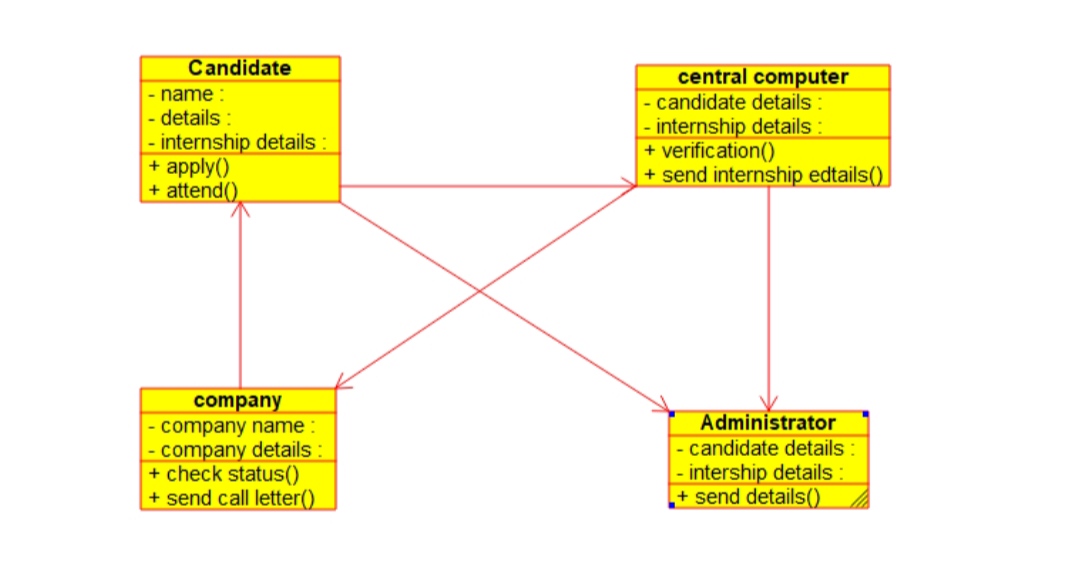 Candidate
- name :
- details :
- internship details :
+ apply()
+ attend()
central computer
- candidate details :
- internship details :
+ verification()
+ send internship edtails()
company
- company name :
- company details :
+ check status()
+ send call letter()
Administrator
- candidate details :
- intership details :
+ send details()